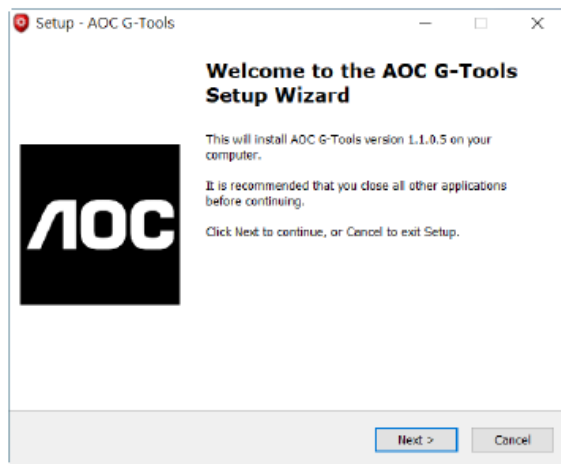 Setup - AOC G-Tools
Welcome to the AOC G-Tools
Setup Wizard
This will install AOC G-Tools version 1.1.0.5 on your
computer.
It is recommended that you close all other applications
before continuing.
Click Next to continue, or Cancel to exit Setup.
AOC
Next >
Cancel